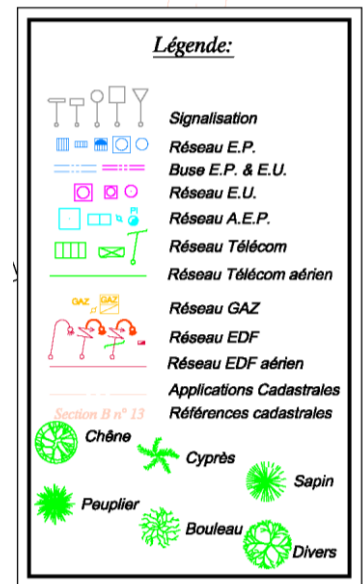 Légende:
Signalisation
Réseau E.P.
Buse E.P. & E.U.
Réseau E.U.
Réseau A.E.P.
Réseau Télécom
Réseau Télécom aérien
GAZ GAZ Réseau GAZ
Réseau EDF
Réseau EDF aérien
Applications Cadastrales
Section B n° 13 Références cadastrales
Chêne
Cyprès
Sapin
Peuplier
Bouleau
Divers